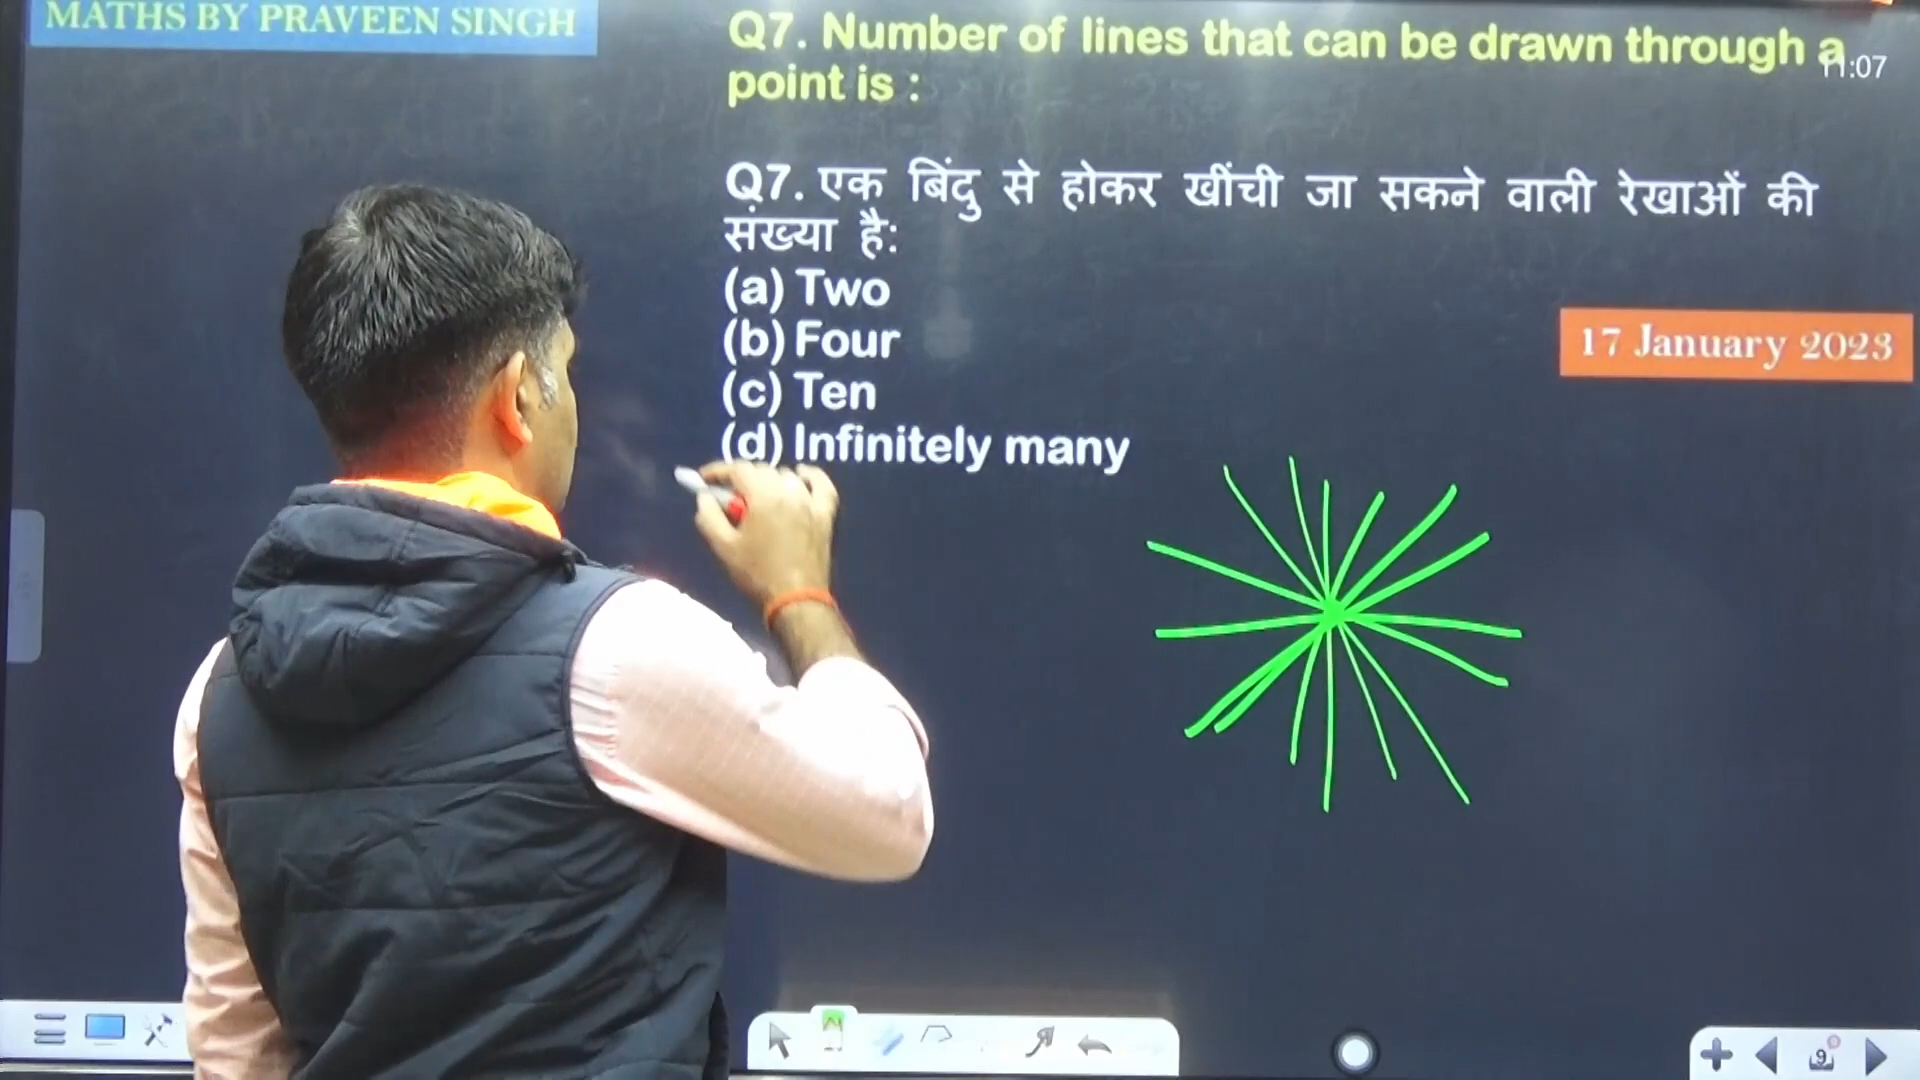 MATHS BY PRAVEEN SINGH
Q7. Number of lines that can be drawn through a
point is :
11:07
Q7. एक बिंदु से होकर खींची जा सकने वाली रेखाओं की
संख्या है:
(a) Two
(b) Four
(c) Ten
(d) Infinitely many
17 January 2023
9